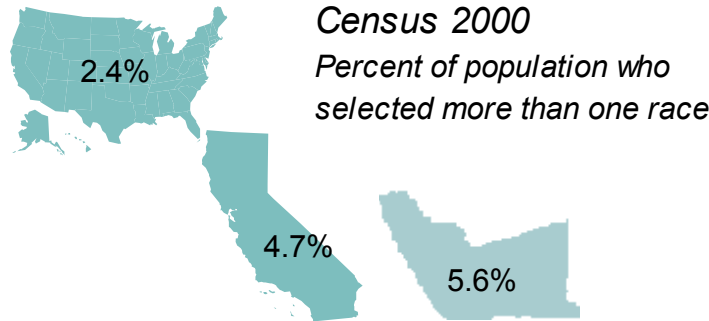 Census 2000
Percent of population who
selected more than one race
2.4%
4.7%
5.6%